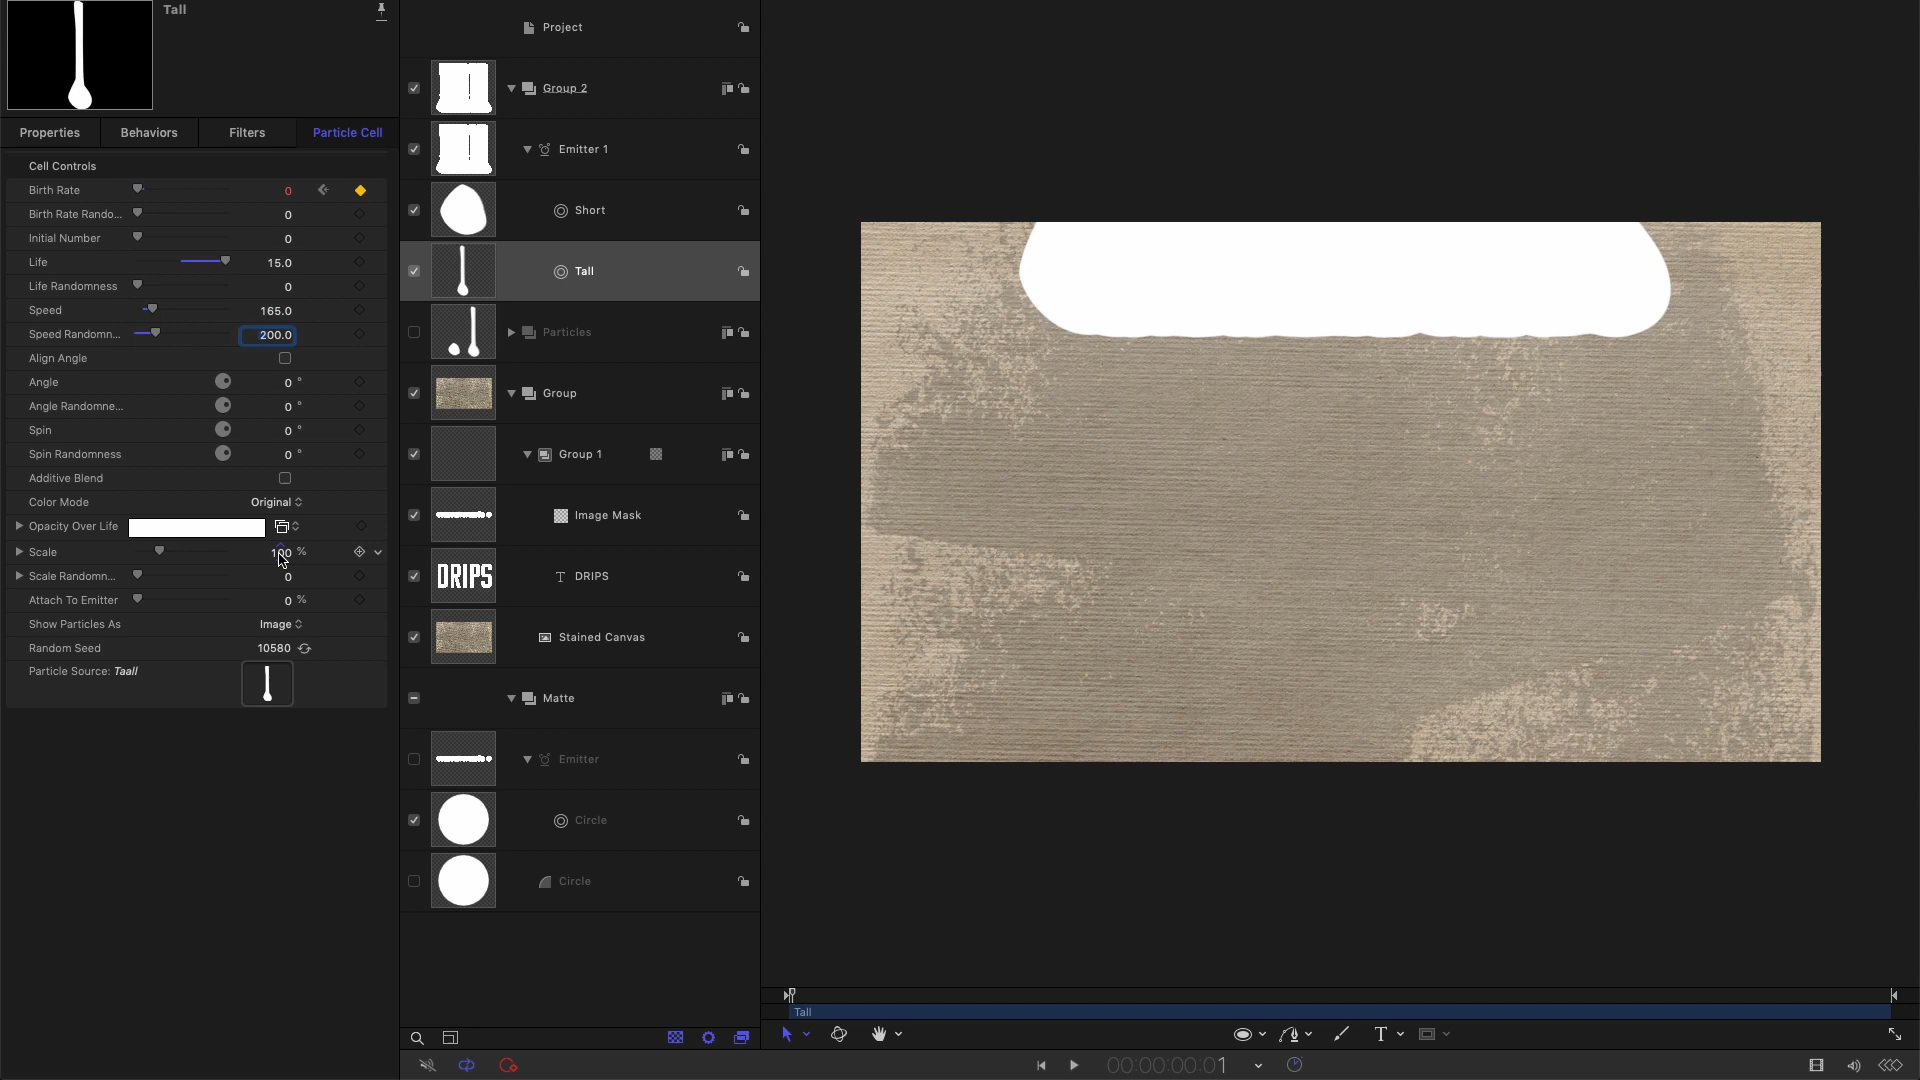 Tall
Project
Group 2
Properties
Behaviors
Filters
Particle Cell
Emitter 1
Cell Controls
Birth Rate
0
Birth Rate Rando...
0
Short
Initial Number
0
Life
15.0
Tall
Life Randomness
0
Speed
165.0
Speed Randomn...
200.0
Particles
Align Angle
Angle
0 °
Group
Angle Randomne...
0 °
Spin
0 °
Spin Randomness
0 °
Group 1
Additive Blend
Color Mode
Original
Image Mask
Opacity Over Life
Scale
100 %
Scale Randomn...
0
DRIPS
DRIPS
Attach To Emitter
0 %
Show Particles As
Image
Stained Canvas
Random Seed
10580
Particle Source: Taall
Matte
Emitter
Circle
Circle
Tall
T
00:00:00:01